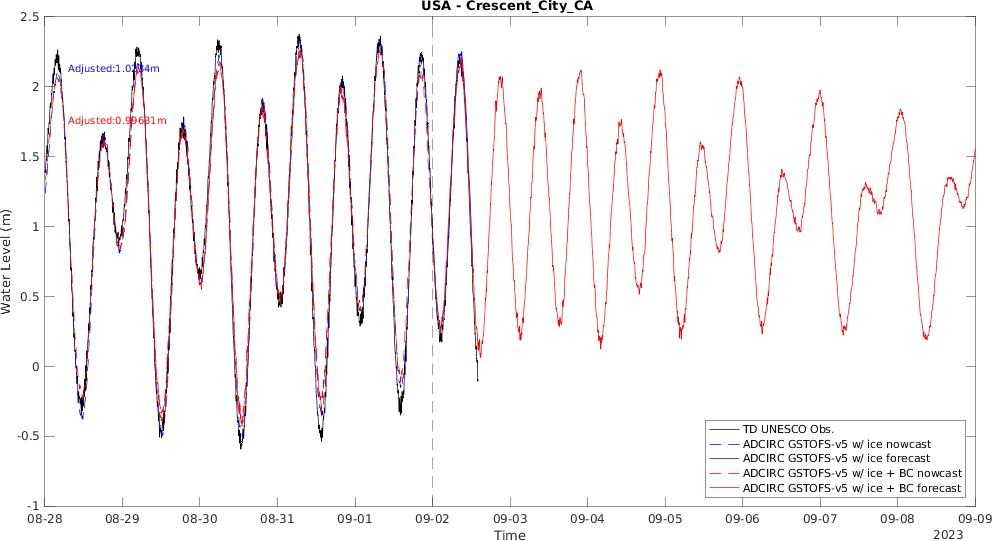 USA - Crescent_City_CA
2.5
2
1.5
1
0.5
0
-0.5
-1
Water Level (m)
Adjusted:1.0284m
Adjusted:0.99631m
TD UNESCO Obs.
ADCIRC GSTOFS-v5 w/ ice nowcast
ADCIRC GSTOFS-v5 w/ ice forecast
ADCIRC GSTOFS-v5 w/ ice + BC nowcast
ADCIRC GSTOFS-v5 w/ ice + BC forecast
08-28 08-29 08-30 08-31 09-01 09-02 09-03 09-04 09-05 09-06 09-07 09-08 09-09
Time
2023